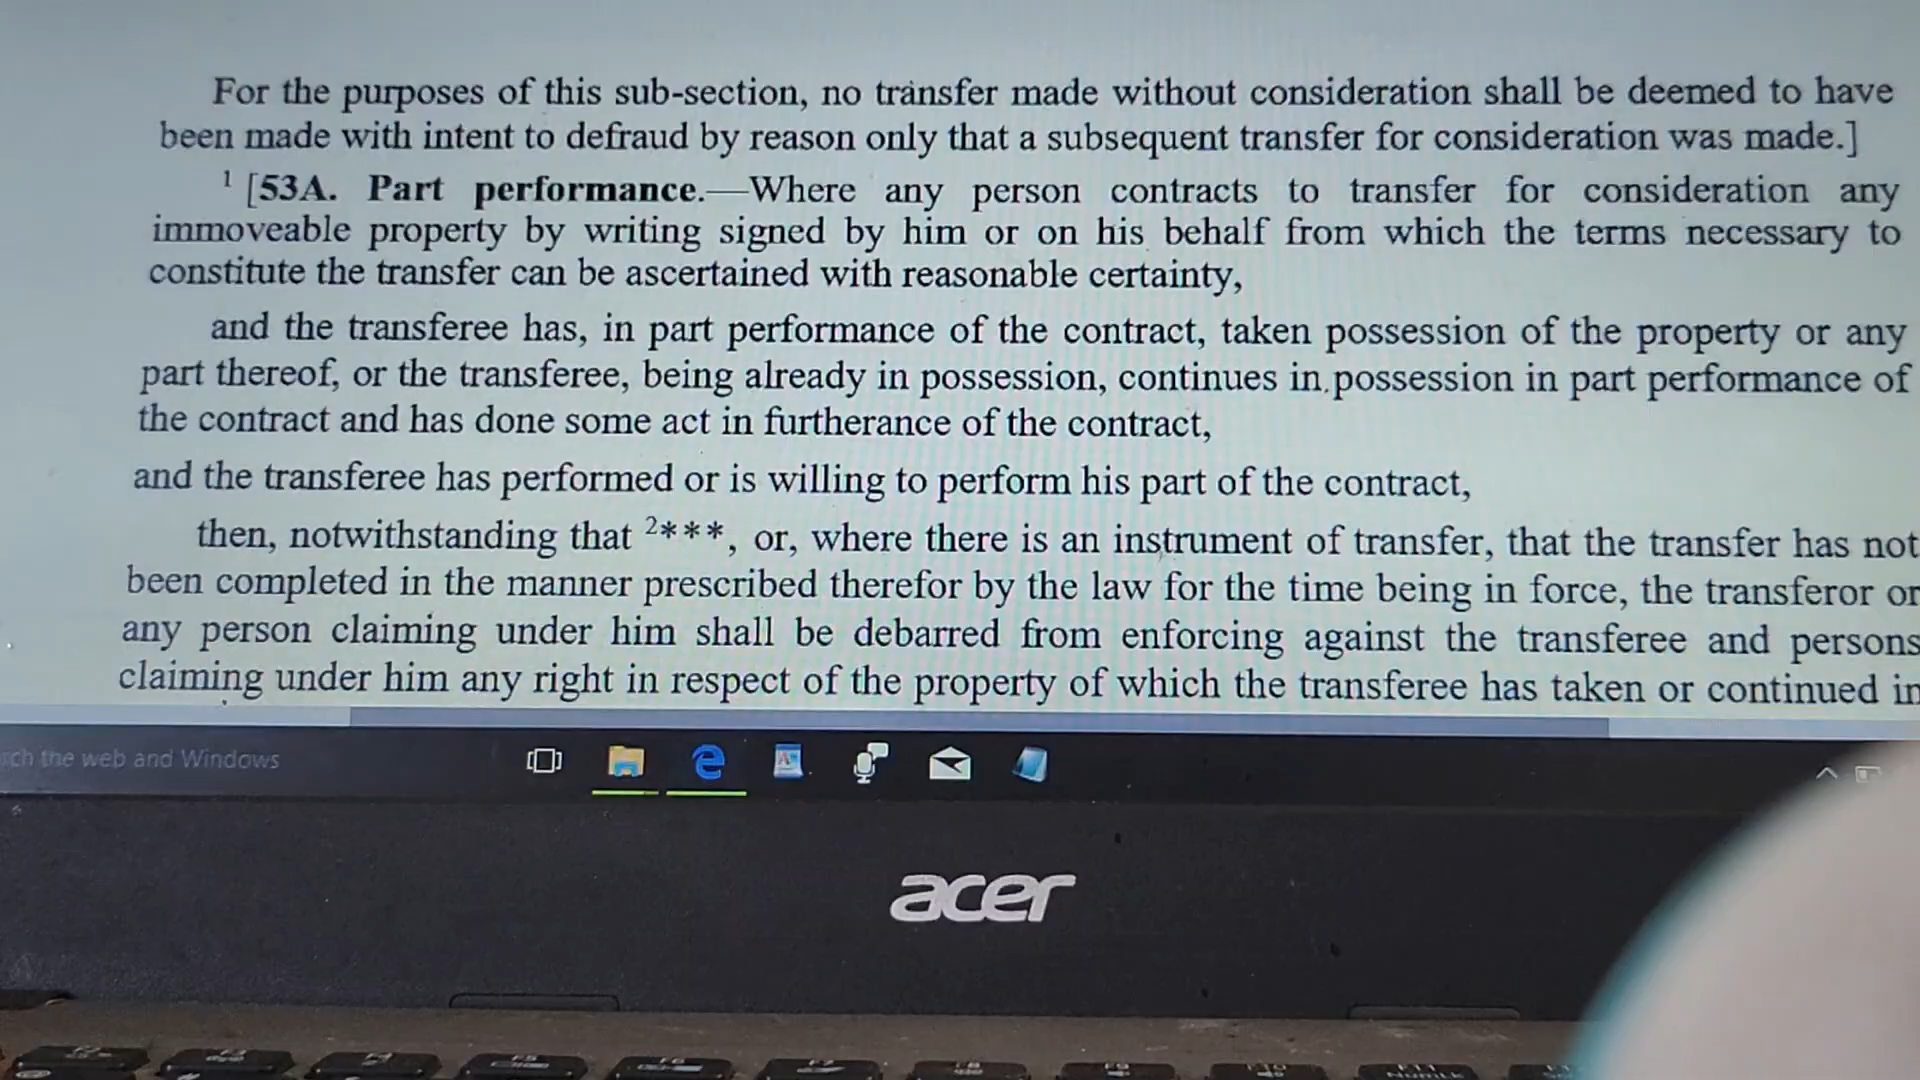 For the purposes of this sub-section, no transfer made without consideration shall be deemed to have
been made with intent to defraud by reason only that a subsequent transfer for consideration was made.]
1 [53A. Part performance.—Where any person contracts to transfer for consideration any
immoveable property by writing signed by him or on his behalf from which the terms necessary to
constitute the transfer can be ascertained with reasonable certainty,
and the transferee has, in part performance of the contract, taken possession of the property or any
part thereof, or the transferee, being already in possession, continues in possession in part performance of
the contract and has done some act in furtherance of the contract,
and the transferee has performed or is willing to perform his part of the contract,
then, notwithstanding that 2***, or, where there is an instrument of transfer, that the transfer has not
been completed in the manner prescribed therefor by the law for the time being in force, the transferor or
any person claiming under him shall be debarred from enforcing against the transferee and persons
claiming under him any right in respect of the property of which the transferee has taken or continued in
rch the web and Windows
acer